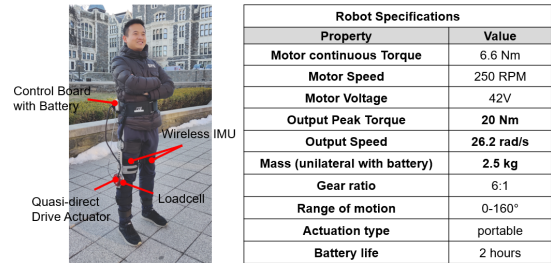 Control Board
with Battery
Wireless IMU
Quasi-direct
Drive Actuator
Loadcell
Robot Specifications
Property Value
Motor continuous Torque 6.6 Nm
Motor Speed 250 RPM
Motor Voltage 42V
Output Peak Torque 20 Nm
Output Speed 26.2 rad/s
Mass (unilateral with battery) 2.5 kg
Gear ratio 6:1
Range of motion 0-160°
Actuation type portable
Battery life 2 hours